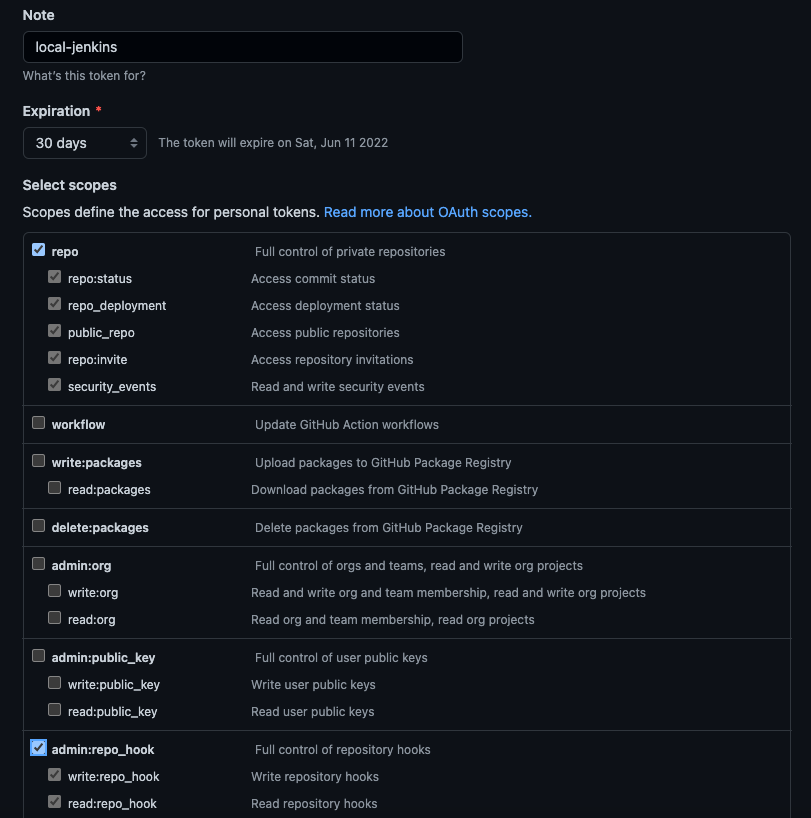 Note
local-jenkins
What's this token for?
Expiration *
30 days The token will expire on Sat, Jun 11 2022
Select scopes
Scopes define the access for personal tokens. Read more about OAuth scopes.
repo Full control of private repositories
repo:status Access commit status
repo_deployment Access deployment status
public_repo Access public repositories
repo:invite Access repository invitations
security_events Read and write security events
workflow Update GitHub Action workflows
write:packages Upload packages to GitHub Package Registry
read:packages Download packages from GitHub Package Registry
delete:packages Delete packages from GitHub Package Registry
admin:org Full control of orgs and teams, read and write org projects
write:org Read and write org and team membership, read and write org projects
read:org Read org and team membership, read org projects
admin:public_key Full control of user public keys
write:public_key Write user public keys
read:public_key Read user public keys
admin:repo_hook Full control of repository hooks
write:repo_hook Write repository hooks
read:repo_hook Read repository hooks